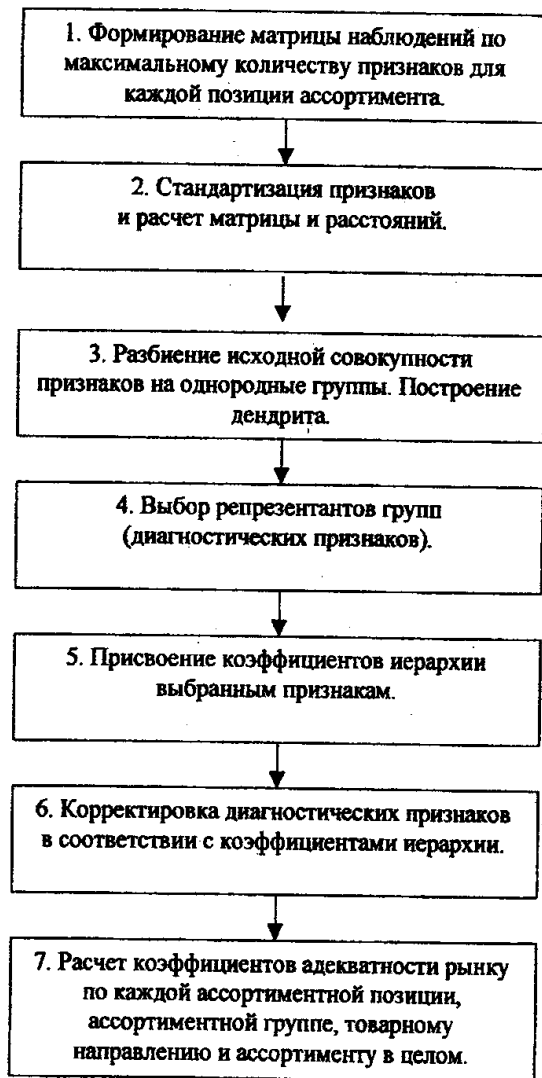 1. Формирование матрицы наблюдений по
максимальному количеству признаков для
каждой позиции ассортимента.
2. Стандартизация признаков
и расчет матрицы и расстояний.
3. Разбиение исходной совокупности
признаков на однородные группы. Построение
дендрита.
4. Выбор репрезентантов групп
(диагностических признаков).
5. Присвоение коэффициентов иерархии
выбранным признакам.
6. Корректировка диагностических признаков
в соответствии с коэффициентами иерархии.
7. Расчет коэффициентов адекватности рынку
по каждой ассортиментной позиции,
ассортиментной группе, товарному
направлению и ассортименту в целом.